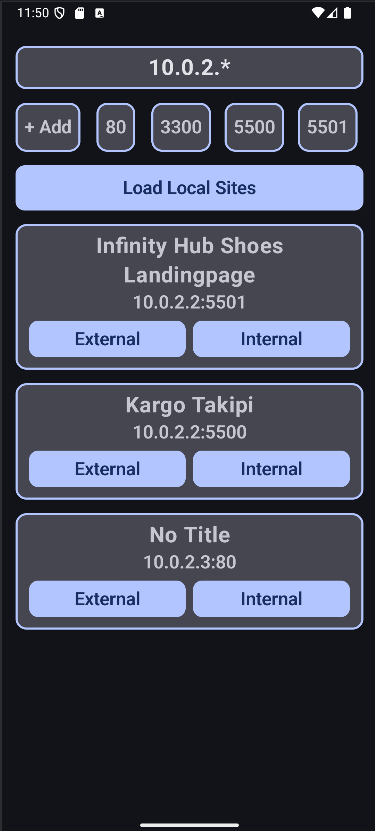 11:50
10.0.2.*
+ Add 80 3300 5500 5501
Load Local Sites
Infinity Hub Shoes
Landingpage
10.0.2.2:5501
External Internal
Kargo Takipi
10.0.2.2:5500
External Internal
No Title
10.0.2.3:80
External Internal